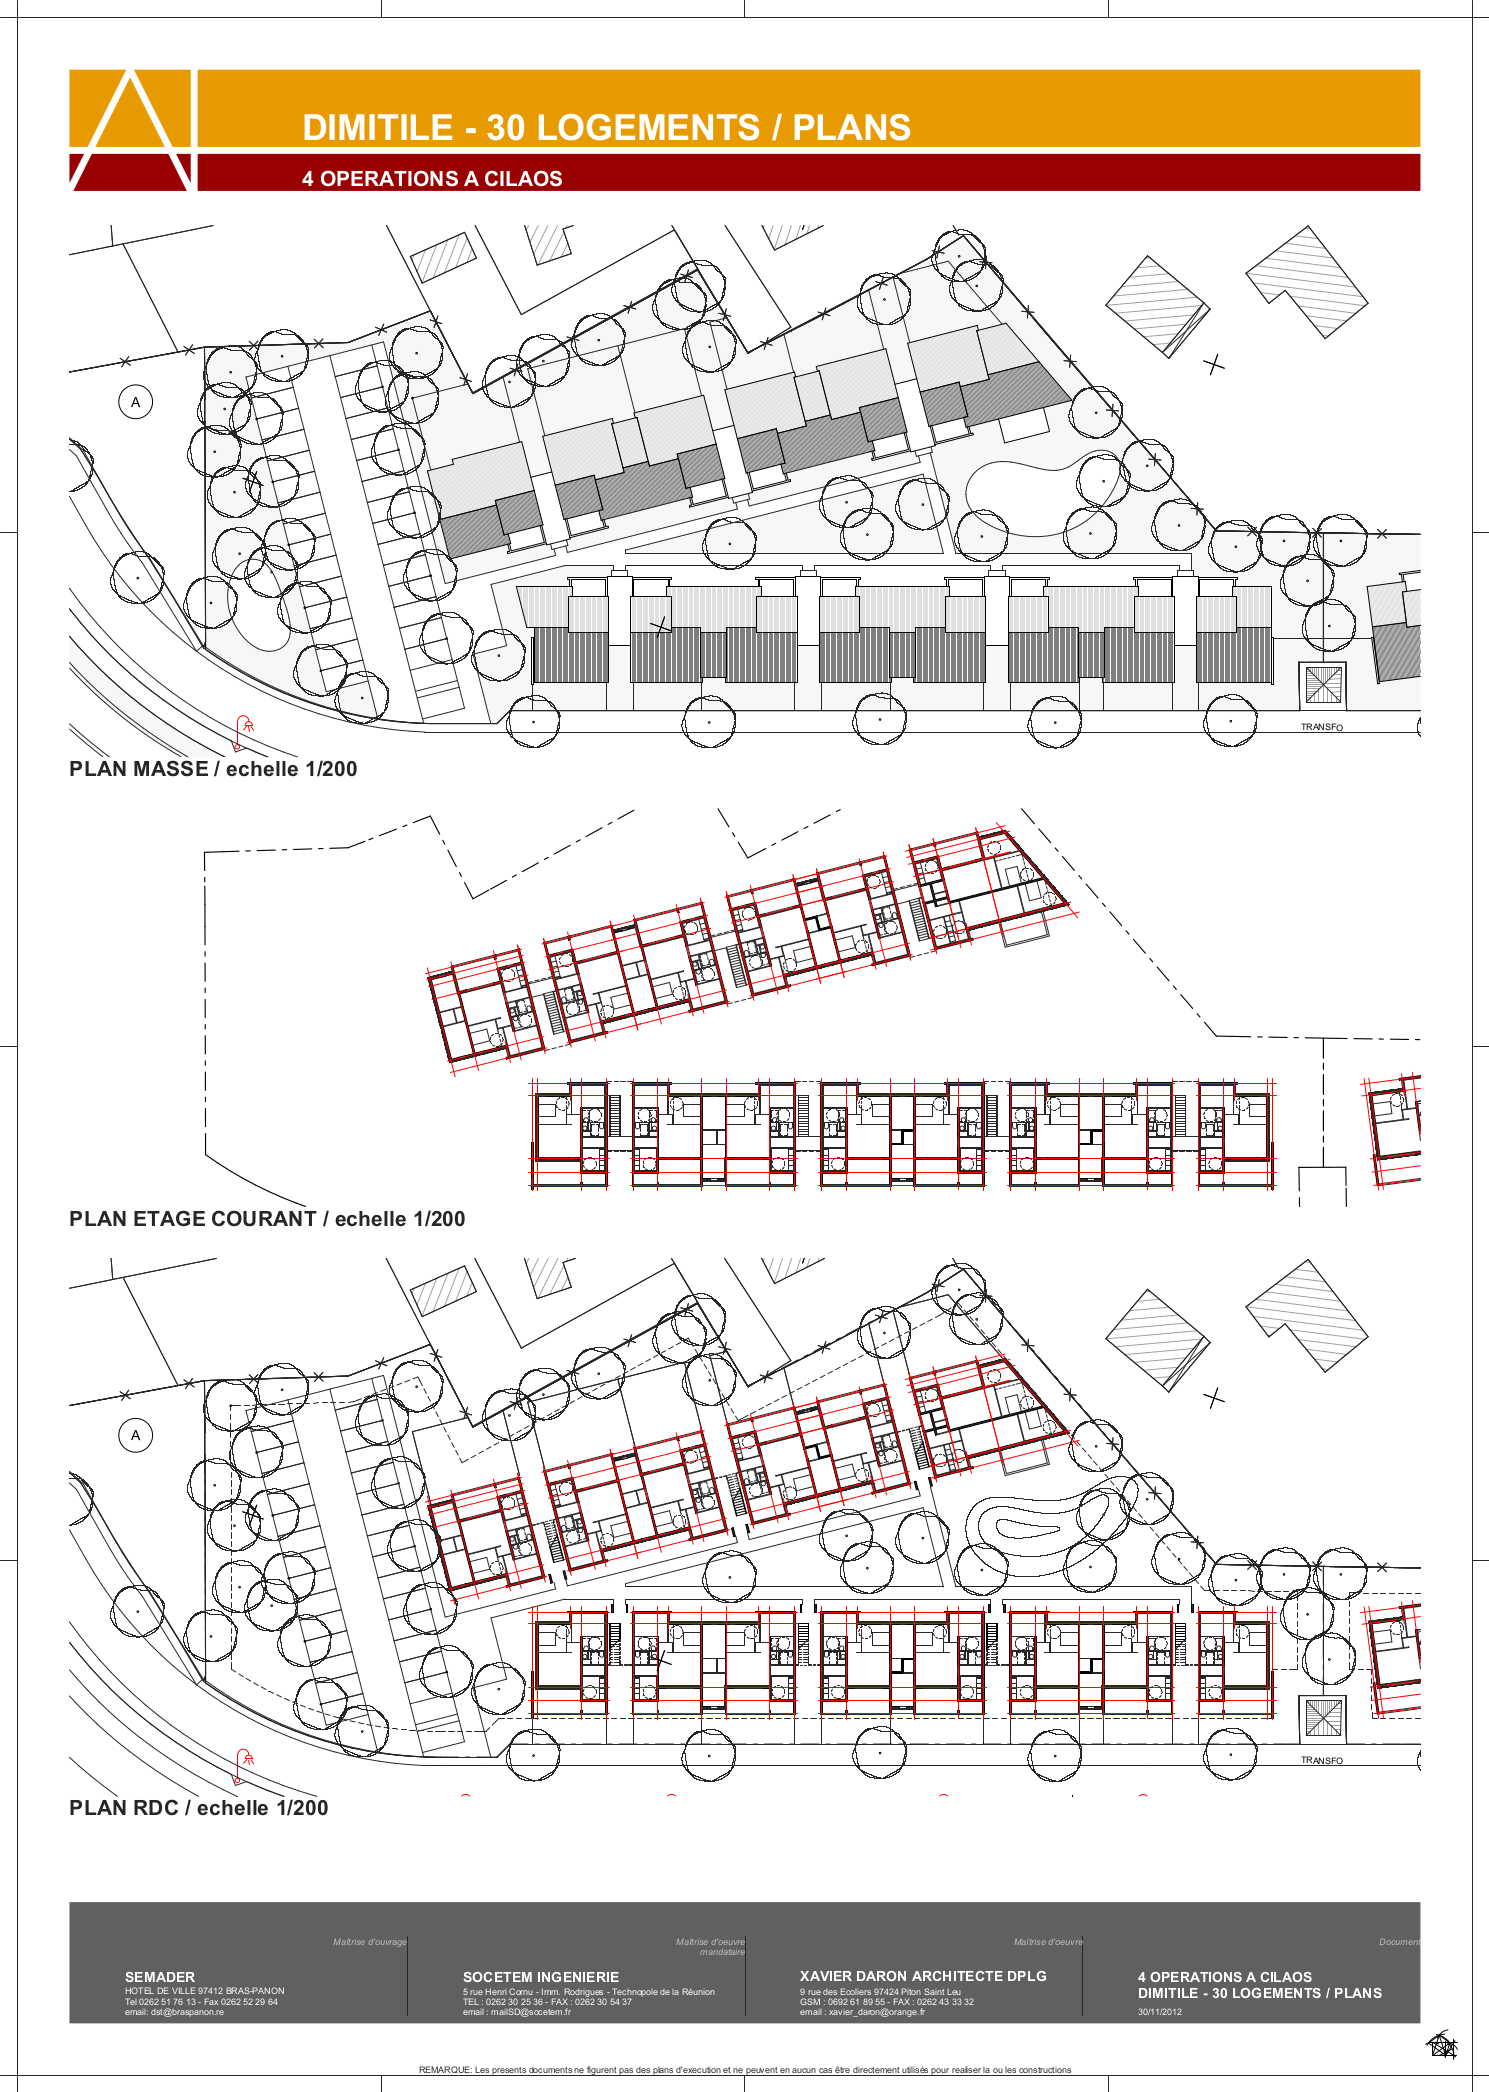 DIMITILE - 30 LOGEMENTS / PLANS
4 OPERATIONS A CILAOS
A
TRANSFO
PLAN MASSE / echelle 1/200
PLAN ETAGE COURANT / echelle 1/200
A
TRANSFO
PLAN RDC / echelle 1/200
Maîtrise d'ouvrage
SEMADER
HOTEL DE VILLE 97412 BRAS-PANON
Tel 0262 51 76 13 - Fax 0262 52 29 64
email: dst@braspanon.re
Maîtrise d'oeuvre
mandataire
SOCETEM INGENIERIE
5 rue Henri Cornu - Imm. Rodrigues - Technopole de la Réunion
TEL : 0262 30 25 36 - FAX : 0262 30 54 37
email : mailSD@socetem.fr
Maîtrise d'oeuvre
XAVIER DARON ARCHITECTE DPLG
9 rue des Ecoliers 97424 Piton Saint Leu
GSM : 0692 61 89 55 - FAX : 0262 43 33 32
email : xavier_daron@orange.fr
Document
4 OPERATIONS A CILAOS
DIMITILE - 30 LOGEMENTS / PLANS
30/11/2012
REMARQUE: Les presents documents ne figurent pas des plans d'execution et ne peuvent en aucun cas être directement utilisés pour realiser la ou les constructions